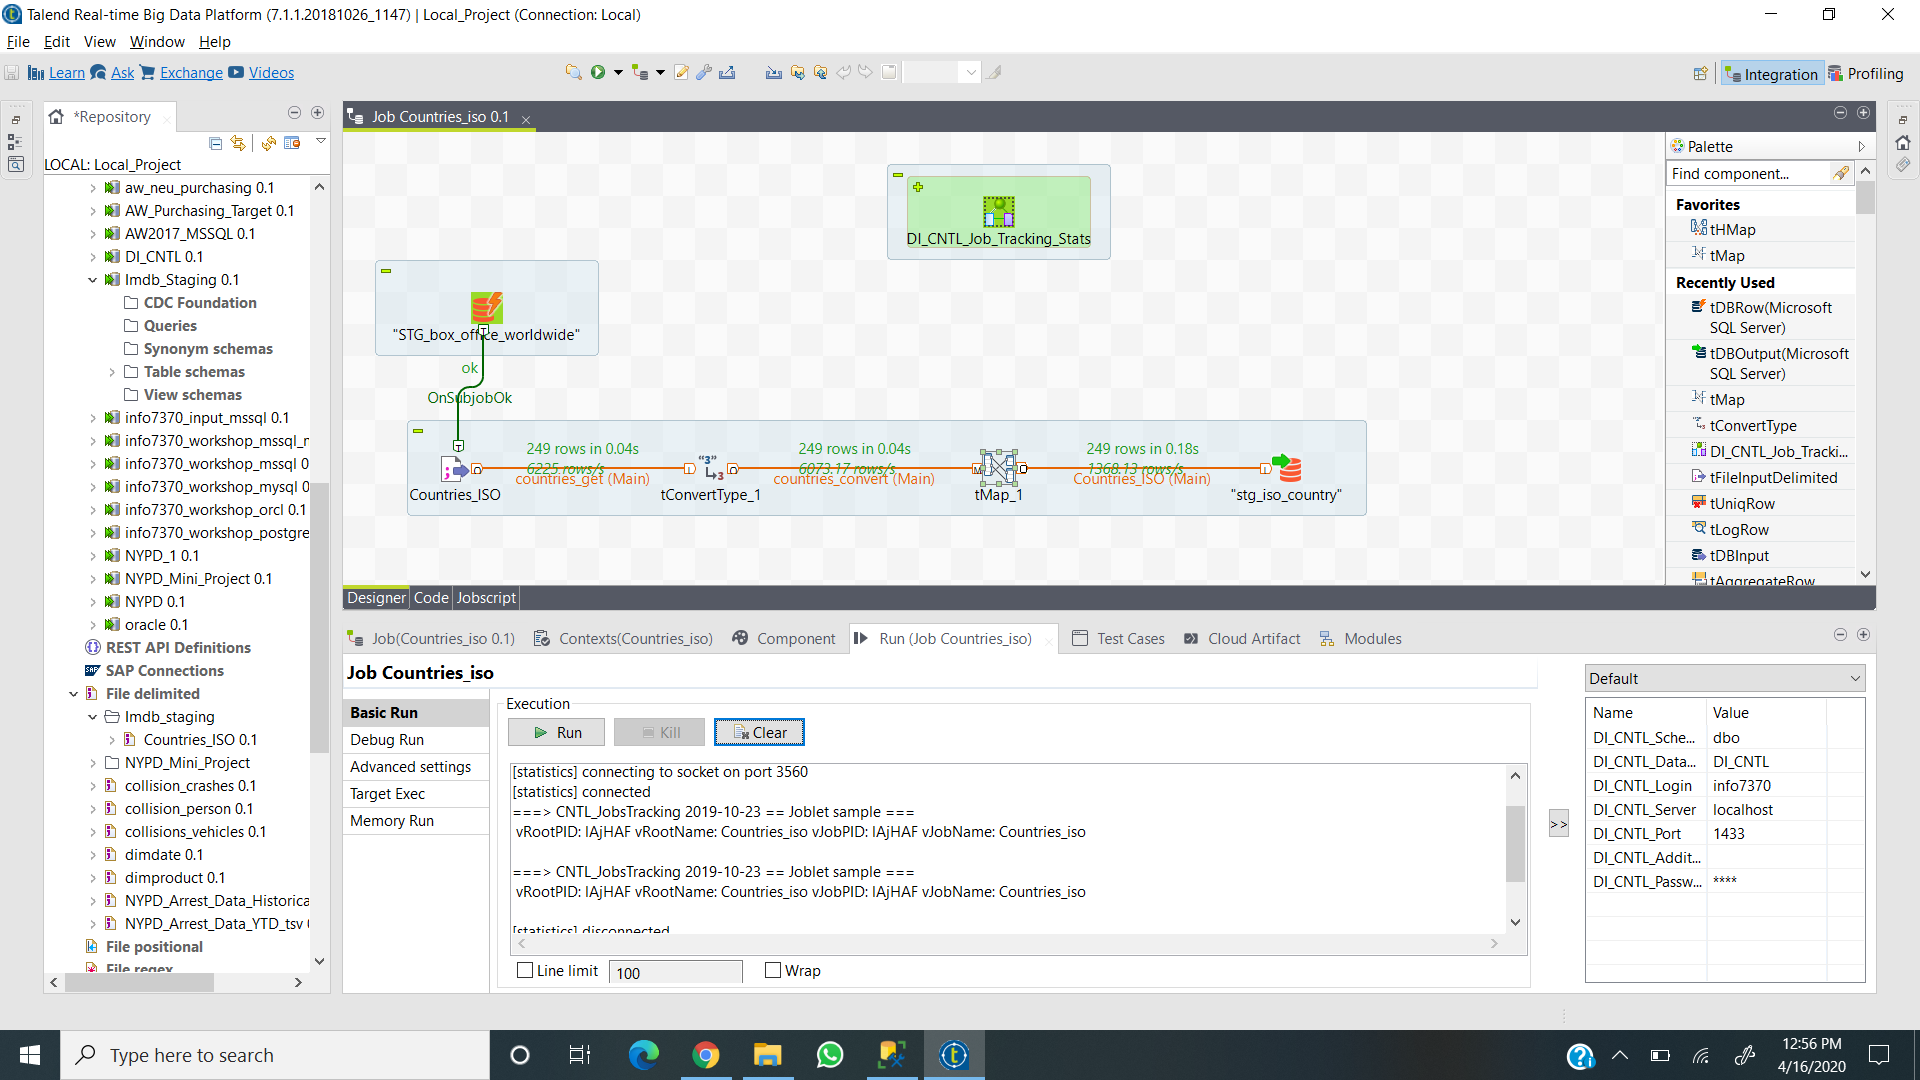 Talend Real-time Big Data Platform (7.1.1.20181026_1147) | Local_Project (Connection: Local)
File Edit View Window Help
Learn Ask Exchange Videos
Integration Profiling
*Repository
LOCAL: Local_Project
aw_neu_purchasing 0.1
AW_Purchasing_Target 0.1
AW2017_MSSQL 0.1
DI_CNTL 0.1
Imdb_Staging 0.1
CDC Foundation
Queries
Synonym schemas
Table schemas
View schemas
info7370_input_mssql 0.1
info7370_workshop_mssql_r
info7370_workshop_mssql 0
info7370_workshop_mysql 0
info7370_workshop_orcl 0.1
info7370_workshop_postgre
NYPD_1 0.1
NYPD_Mini_Project 0.1
NYPD 0.1
oracle 0.1
REST API Definitions
SAP Connections
File delimited
Imdb_staging
Countries_ISO 0.1
NYPD_Mini_Project
collision_crashes 0.1
collision_person 0.1
collisions_vehicles 0.1
dimdate 0.1
dimproduct 0.1
NYPD_Arrest_Data_Historica
NYPD_Arrest_Data_YTD_tsv
File positional
File regex
Job Countries_iso 0.1
DI_CNTL_Job_Tracking_Stats
"STG_box_office_worldwide"
ok
OnSubjobOk
249 rows in 0.04s 249 rows in 0.04s 249 rows in 0.18s
6225 rows/s 6073.17 rows/s 1368.13 rows/s
countries_get (Main) countries_convert (Main) Countries_ISO (Main)
Countries_ISO tConvertType_1 tMap_1 "stg_iso_country"
Designer Code Jobscript
Palette
Find component...
Favorites
tHMap
tMap
Recently Used
tDBRow(Microsoft
SQL Server)
tDBOutput(Microsoft
SQL Server)
tMap
tConvertType
DI_CNTL_Job_Tracki...
tFileInputDelimited
tUniqRow
tLogRow
tDBInput
tAggregateRow
Job(Countries_iso 0.1) Contexts(Countries_iso) Component Run (Job Countries_iso) Test Cases Cloud Artifact Modules
Job Countries_iso
Basic Run
Debug Run
Advanced settings
Target Exec
Memory Run
Execution
Run Kill Clear
[statistics] connecting to socket on port 3560
[statistics] connected
===> CNTL_JobsTracking 2019-10-23 == Joblet sample ===
vRootPID: IAjHAF vRootName: Countries_iso vJobPID: IAjHAF vJobName: Countries_iso
===> CNTL_JobsTracking 2019-10-23 == Joblet sample ===
vRootPID: IAjHAF vRootName: Countries_iso vJobPID: IAjHAF vJobName: Countries_iso
[statistics] disconnected
Line limit 100 Wrap
>>
Default
Name Value
DI_CNTL_Sche... dbo
DI_CNTL_Data... DI_CNTL
DI_CNTL_Login info7370
DI_CNTL_Server localhost
DI_CNTL_Port 1433
DI_CNTL_Addit...
DI_CNTL_Passw... ****
Type here to search
12:56 PM
4/16/2020